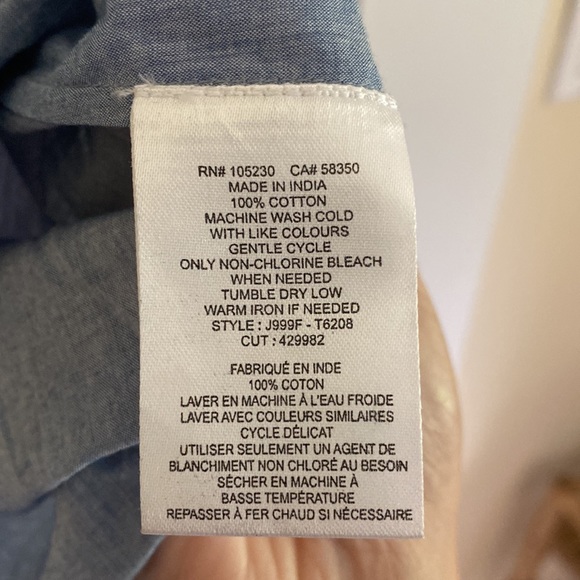 RN# 105230 CA# 58350
MADE IN INDIA
100% COTTON
MACHINE WASH COLD
WITH LIKE COLOURS
GENTLE CYCLE
ONLY NON-CHLORINE BLEACH
WHEN NEEDED
TUMBLE DRY LOW
WARM IRON IF NEEDED
STYLE : J999F - T6208
CUT : 429982
FABRIQUÉ EN INDE
100% COTON
LAVER EN MACHINE À L'EAU FROIDE
LAVER AVEC COULEURS SIMILAIRES
CYCLE DÉLICAT
UTILISER SEULEMENT UN AGENT DE
BLANCHIMENT NON CHLORÉ AU BESOIN
SÉCHER EN MACHINE À
BASSE TEMPÉRATURE
REPASSER À FER CHAUD SI NÉCESSAIRE